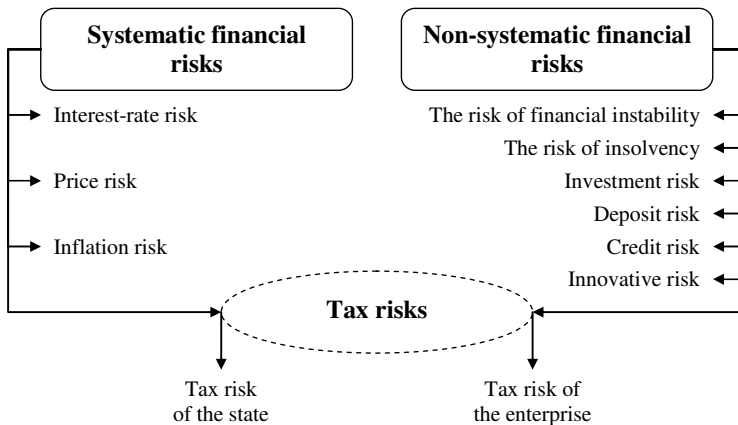 Systematic financial
risks
Non-systematic financial
risks
Interest-rate risk
Price risk
Inflation risk
The risk of financial instability
The risk of insolvency
Investment risk
Deposit risk
Credit risk
Innovative risk
Tax risks
Tax risk
of the state
Tax risk of
the enterprise